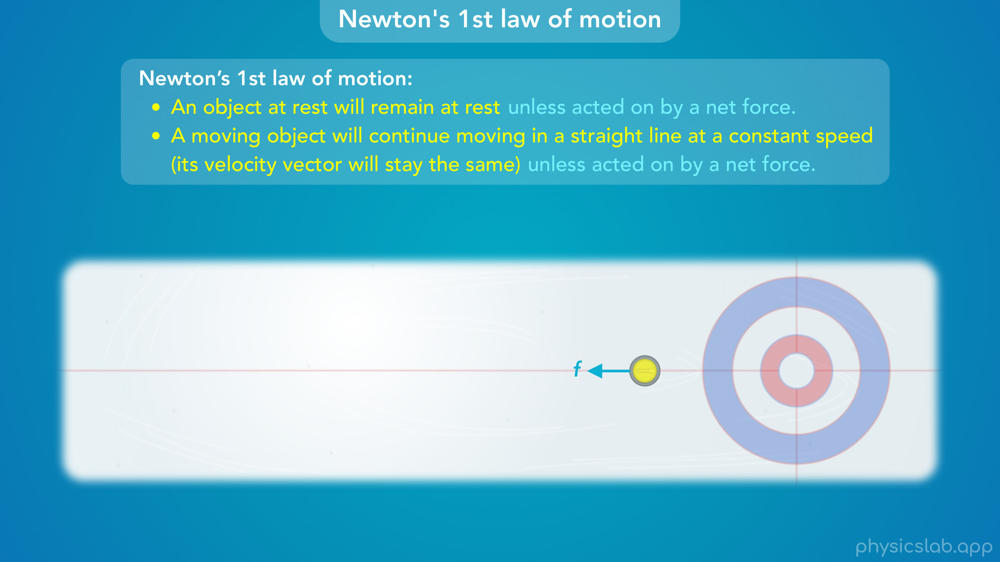 Newton's 1st law of motion
Newton’s 1st law of motion:
• An object at rest will remain at rest unless acted on by a net force.
• A moving object will continue moving in a straight line at a constant speed
(its velocity vector will stay the same) unless acted on by a net force.
f
physicslab.app